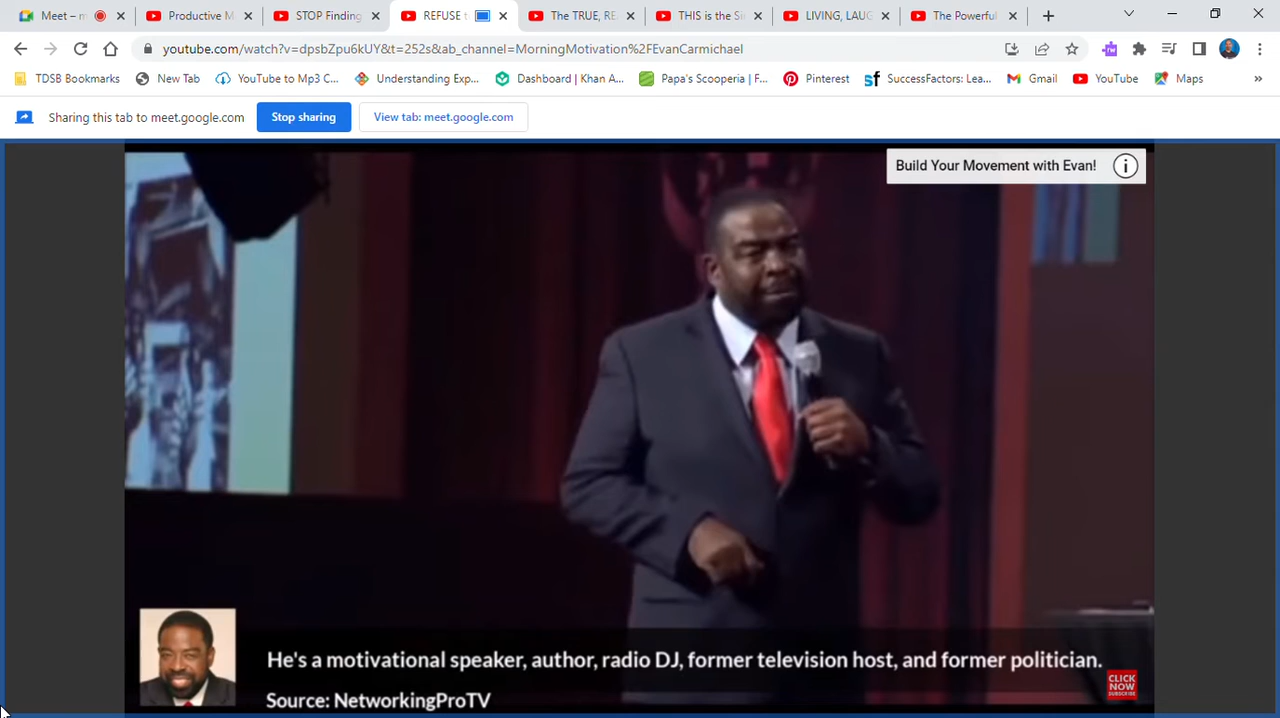 Meet – m
Productive M
STOP Finding
REFUSE t
The TRUE, RE
THIS is the Si
LIVING, LAUG
The Powerful
youtube.com/watch?v=dpsbZpu6kUY&t=252s&ab_channel=MorningMotivation%2FEvanCarmichael
TDSB Bookmarks
New Tab
YouTube to Mp3 C...
Understanding Exp...
Dashboard | Khan A...
Papa's Scooperia | F...
Pinterest
SuccessFactors: Lea...
Gmail
YouTube
Maps
Sharing this tab to meet.google.com
Stop sharing
View tab: meet.google.com
Build Your Movement with Evan!
He's a motivational speaker, author, radio DJ, former television host, and former politician.
Source: NetworkingProTV
CLICK
NOW
SUBSCRIBE